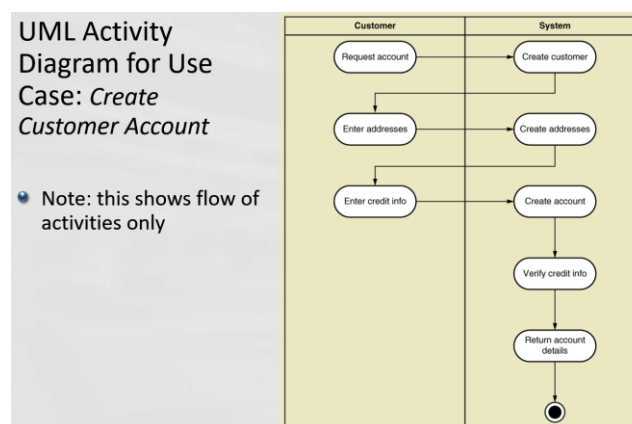 UML Activity
Diagram for Use
Case: Create
Customer Account
Note: this shows flow of
activities only
Customer
System
Request account
Create customer
Enter addresses
Create addresses
Enter credit info
Create account
Verify credit info
Return account
details